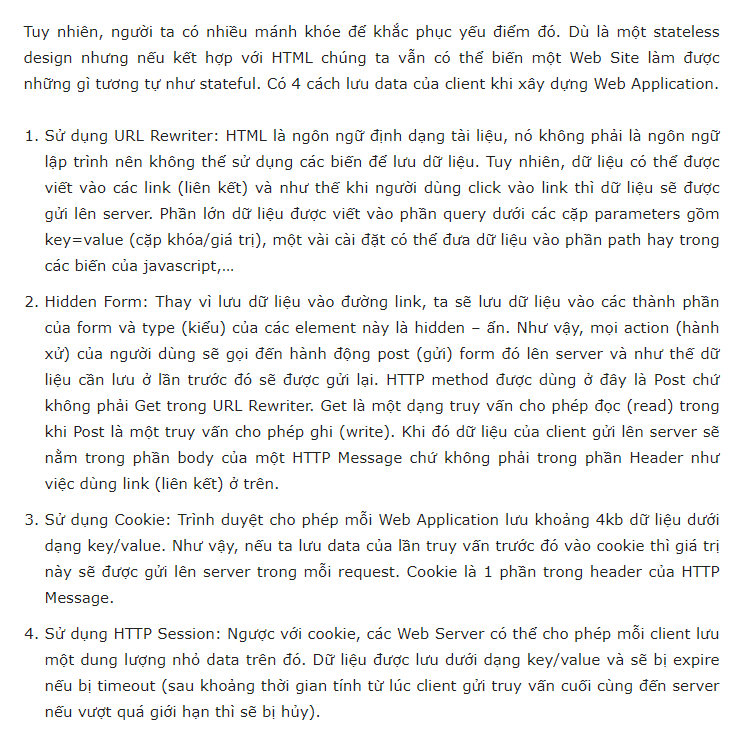 Tuy nhiên, người ta có nhiều mánh khóe để khắc phục yếu điểm đó. Dù là một stateless
design nhưng nếu kết hợp với HTML chúng ta vẫn có thể biến một Web Site làm được
những gì tương tự như stateful. Có 4 cách lưu data của client khi xây dựng Web Application.
1. Sử dụng URL Rewriter: HTML là ngôn ngữ định dạng tài liệu, nó không phải là ngôn ngữ
lập trình nên không thể sử dụng các biến để lưu dữ liệu. Tuy nhiên, dữ liệu có thể được
viết vào các link (liên kết) và như thế khi người dùng click vào link thì dữ liệu sẽ được
gửi lên server. Phần lớn dữ liệu được viết vào phần query dưới các cặp parameters gồm
key=value (cặp khóa/giá trị), một vài cài đặt có thể đưa dữ liệu vào phần path hay trong
các biến của javascript,…
2. Hidden Form: Thay vì lưu dữ liệu vào đường link, ta sẽ lưu dữ liệu vào các thành phần
của form và type (kiểu) của các element này là hidden – ẩn. Như vậy, mọi action (hành
xử) của người dùng sẽ gọi đến hành động post (gửi) form đó lên server và như thế dữ
liệu cần lưu ở lần trước đó sẽ được gửi lại. HTTP method được dùng ở đây là Post chứ
không phải Get trong URL Rewriter. Get là một dạng truy vấn cho phép đọc (read) trong
khi Post là một truy vấn cho phép ghi (write). Khi đó dữ liệu của client gửi lên server sẽ
nằm trong phần body của một HTTP Message chứ không phải trong phần Header như
việc dùng link (liên kết) ở trên.
3. Sử dụng Cookie: Trình duyệt cho phép mỗi Web Application lưu khoảng 4kb dữ liệu dưới
dạng key/value. Như vậy, nếu ta lưu data của lần truy vấn trước đó vào cookie thì giá trị
này sẽ được gửi lên server trong mỗi request. Cookie là 1 phần trong header của HTTP
Message.
4. Sử dụng HTTP Session: Ngược với cookie, các Web Server có thể cho phép mỗi client lưu
một dung lượng nhỏ data trên đó. Dữ liệu được lưu dưới dạng key/value và sẽ bị expire
nếu bị timeout (sau khoảng thời gian tính từ lúc client gửi truy vấn cuối cùng đến server
nếu vượt quá giới hạn thì sẽ bị hủy).